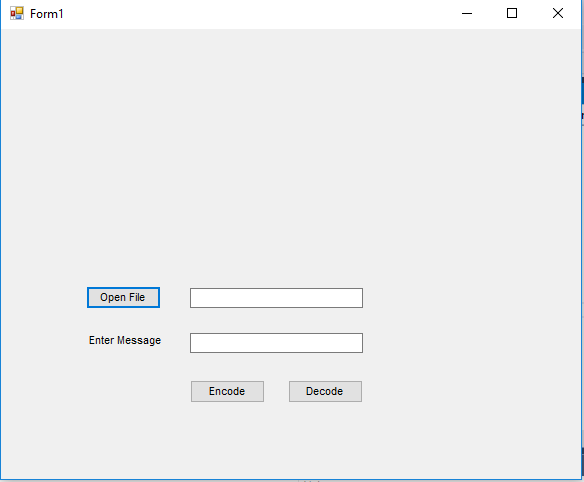 Form1
Open File
Enter Message
Encode
Decode